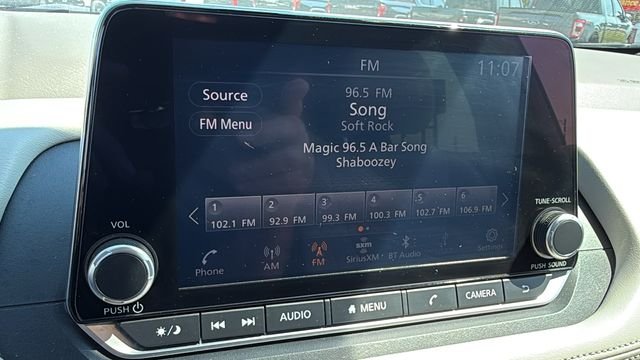 FM
11:07
Source
FM Menu
96.5 FM
Song
Soft Rock
Magic 96.5 A Bar Song
Shaboozey
1 2 3 4 5 6
102.1 FM 92.9 FM 99.3 FM 100.3 FM 102.7 FM 106.9 FM
Phone AM FM SiriusXM BT Audio Settings
sxm
VOL
PUSH
TUNE·SCROLL
PUSH SOUND
AUDIO
MENU
CAMERA